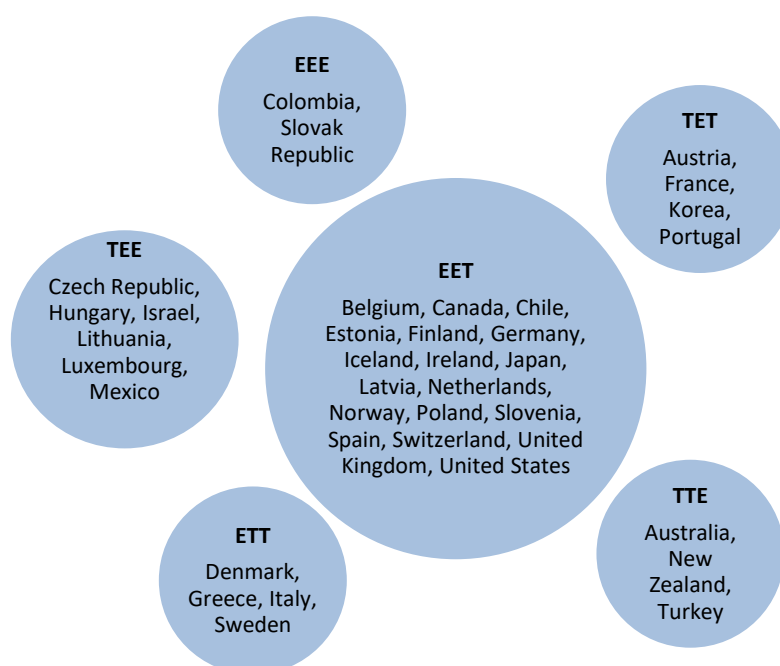 EEE
Colombia,
Slovak
Republic
TET
Austria,
France,
Korea,
Portugal
TEE
Czech Republic,
Hungary, Israel,
Lithuania,
Luxembourg,
Mexico
EET
Belgium, Canada, Chile,
Estonia, Finland, Germany,
Iceland, Ireland, Japan,
Latvia, Netherlands,
Norway, Poland, Slovenia,
Spain, Switzerland, United
Kingdom, United States
ETT
Denmark,
Greece, Italy,
Sweden
TTE
Australia,
New
Zealand,
Turkey